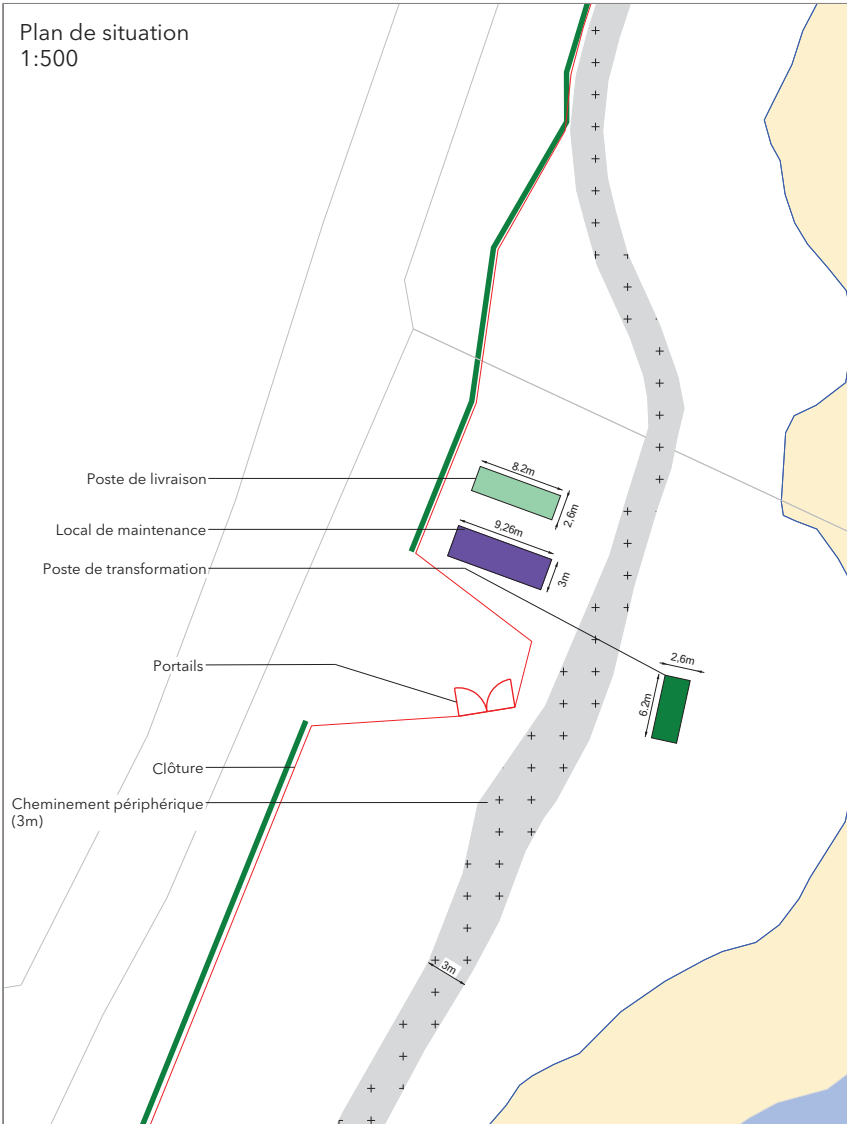 Plan de situation
1:500
8.2m
Poste de livraison
2,6m
9,26m
Local de maintenance
Poste de transformation
3m
2,6m
Portails
6.2m
Clôture
Cheminement périphérique
(3m)
3m